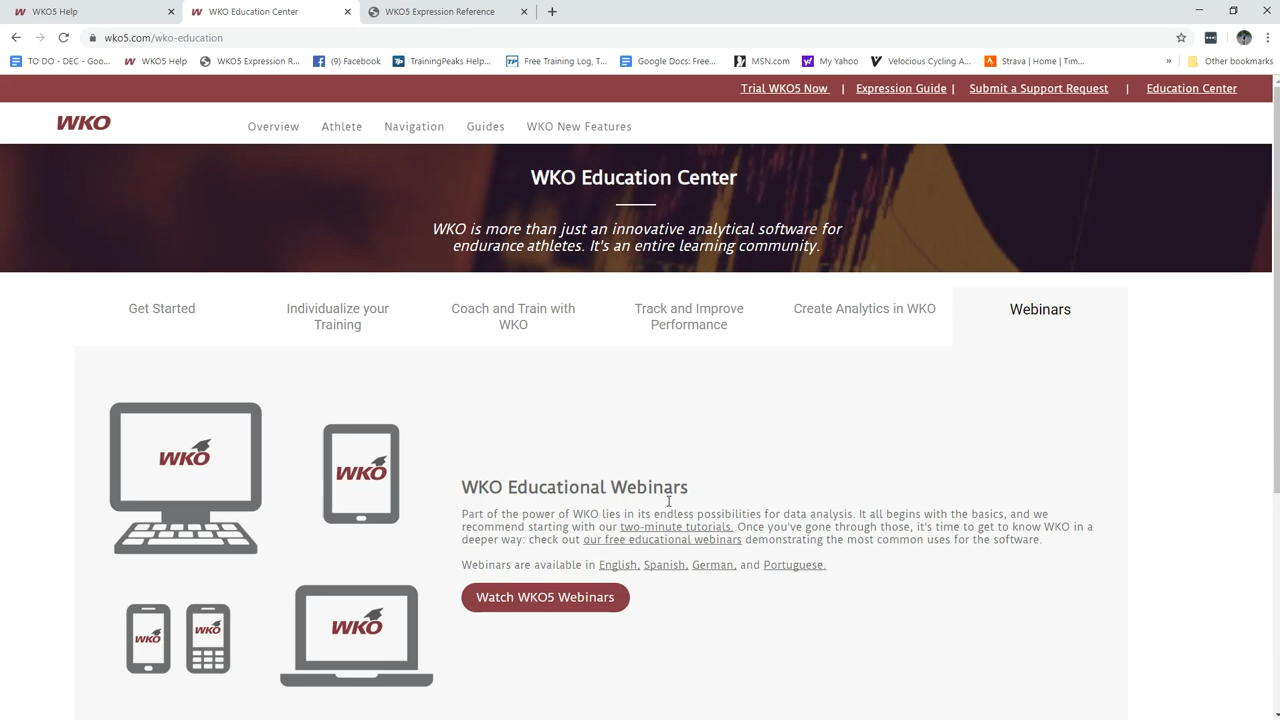 WKO5 Help
WKO Education Center
WKO5 Expression Reference
wko5.com/wko-education
TO DO - DEC - Goo...
WKO5 Help
WKO5 Expression R...
(9) Facebook
TrainingPeaks Help...
Free Training Log, T...
Google Docs: Free...
MSN.com
My Yahoo
Velocious Cycling A...
Strava | Home | Tim...
»
Other bookmarks
Trial WKO5 Now | Expression Guide | Submit a Support Request | Education Center
WKO
Overview Athlete Navigation Guides WKO New Features
WKO Education Center
WKO is more than just an innovative analytical software for
endurance athletes. It's an entire learning community.
Get Started
Individualize your
Training
Coach and Train with
WKO
Track and Improve
Performance
Create Analytics in WKO
Webinars
WKO
WKO
WKO
WKO
WKO
WKO Educational Webinars
Part of the power of WKO lies in its endless possibilities for data analysis. It all begins with the basics, and we
recommend starting with our two-minute tutorials. Once you've gone through those, it's time to get to know WKO in a
deeper way: check out our free educational webinars demonstrating the most common uses for the software.
Webinars are available in English, Spanish, German, and Portuguese.
Watch WKO5 Webinars